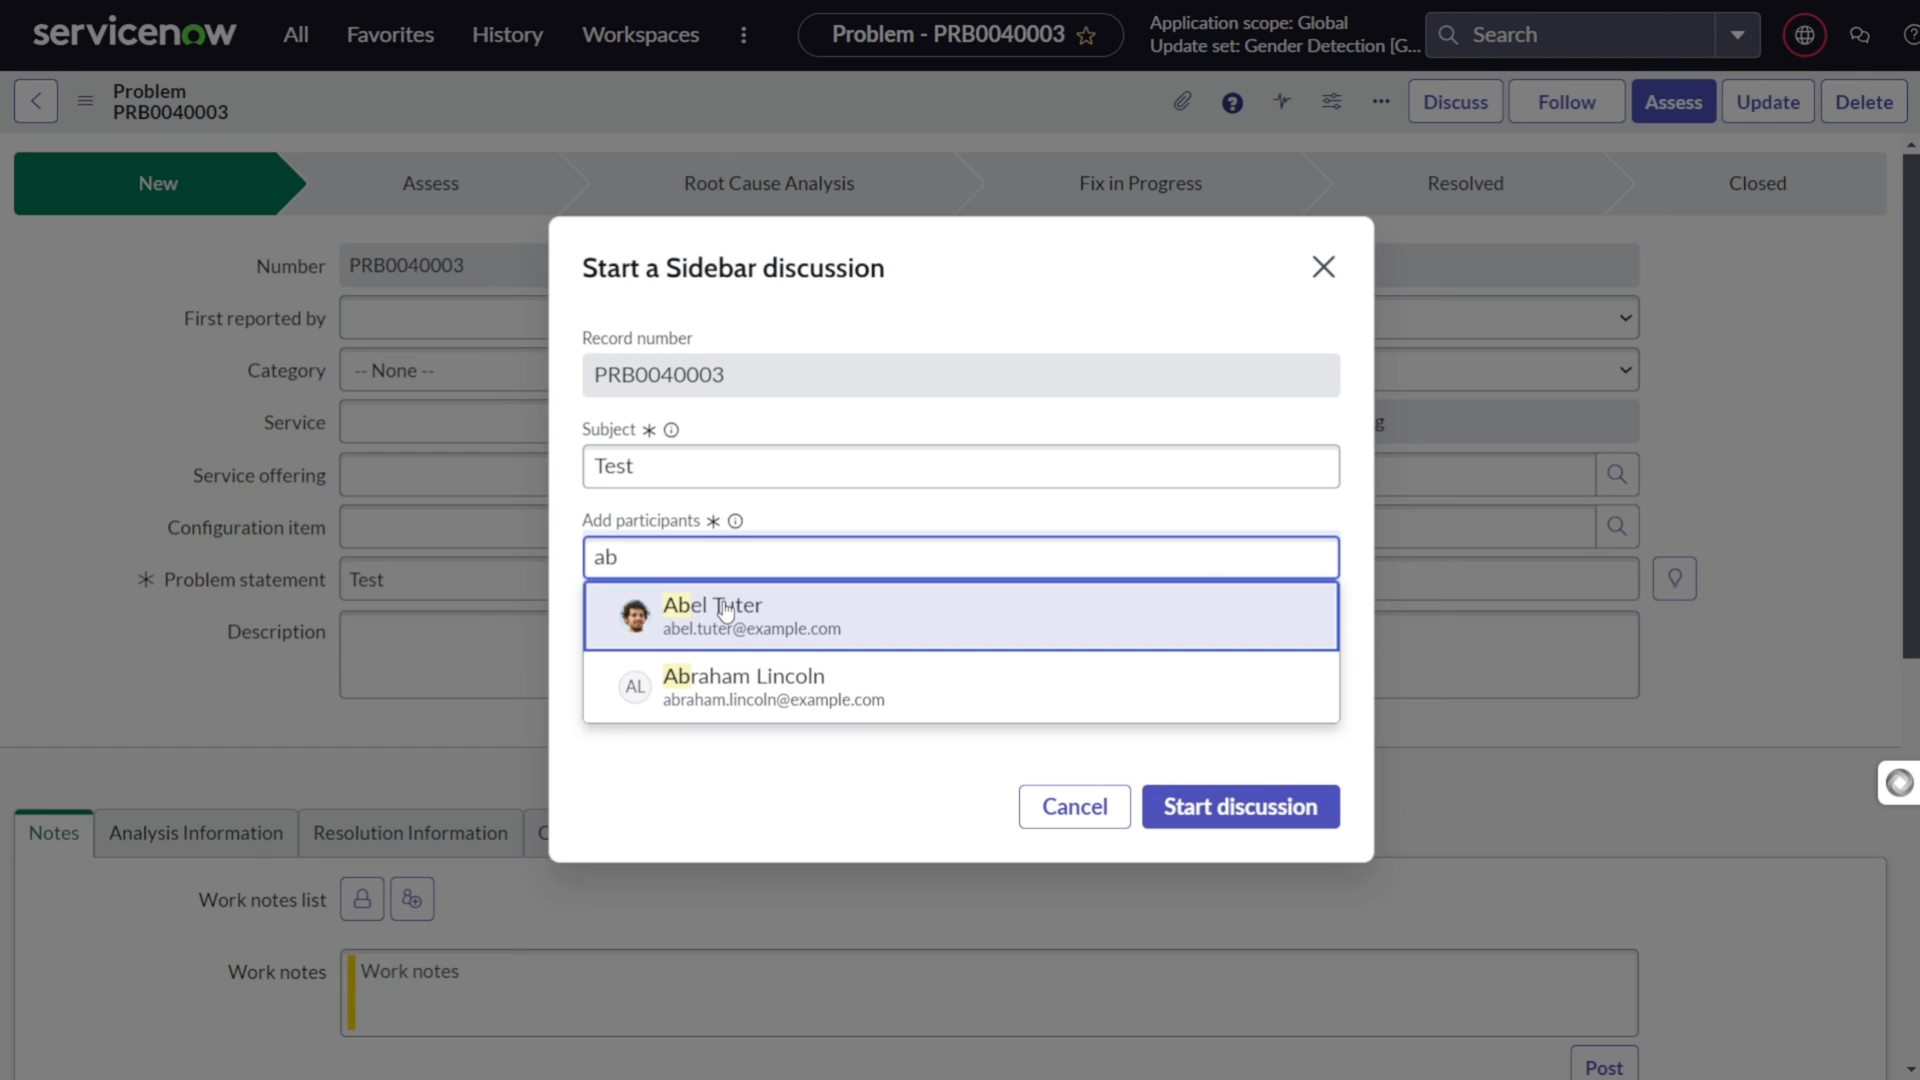 servicenow
All
Favorites
History
Workspaces
Problem - PRB0040003
Application scope: Global
Update set: Gender Detection [G...
Search
Problem
PRB0040003
Discuss
Follow
Assess
Update
Delete
New
Assess
Root Cause Analysis
Fix in Progress
Resolved
Closed
Number
PRB0040003
First reported by
Category
-- None --
Service
g
Service offering
Configuration item
* Problem statement
Test
Description
Start a Sidebar discussion
Record number
PRB0040003
Subject *
Test
Add participants *
ab
Abel Tuter
abel.tuter@example.com
AL
Abraham Lincoln
abraham.lincoln@example.com
Cancel
Start discussion
Notes
Analysis Information
Resolution Information
Work notes list
Work notes
Work notes
Post